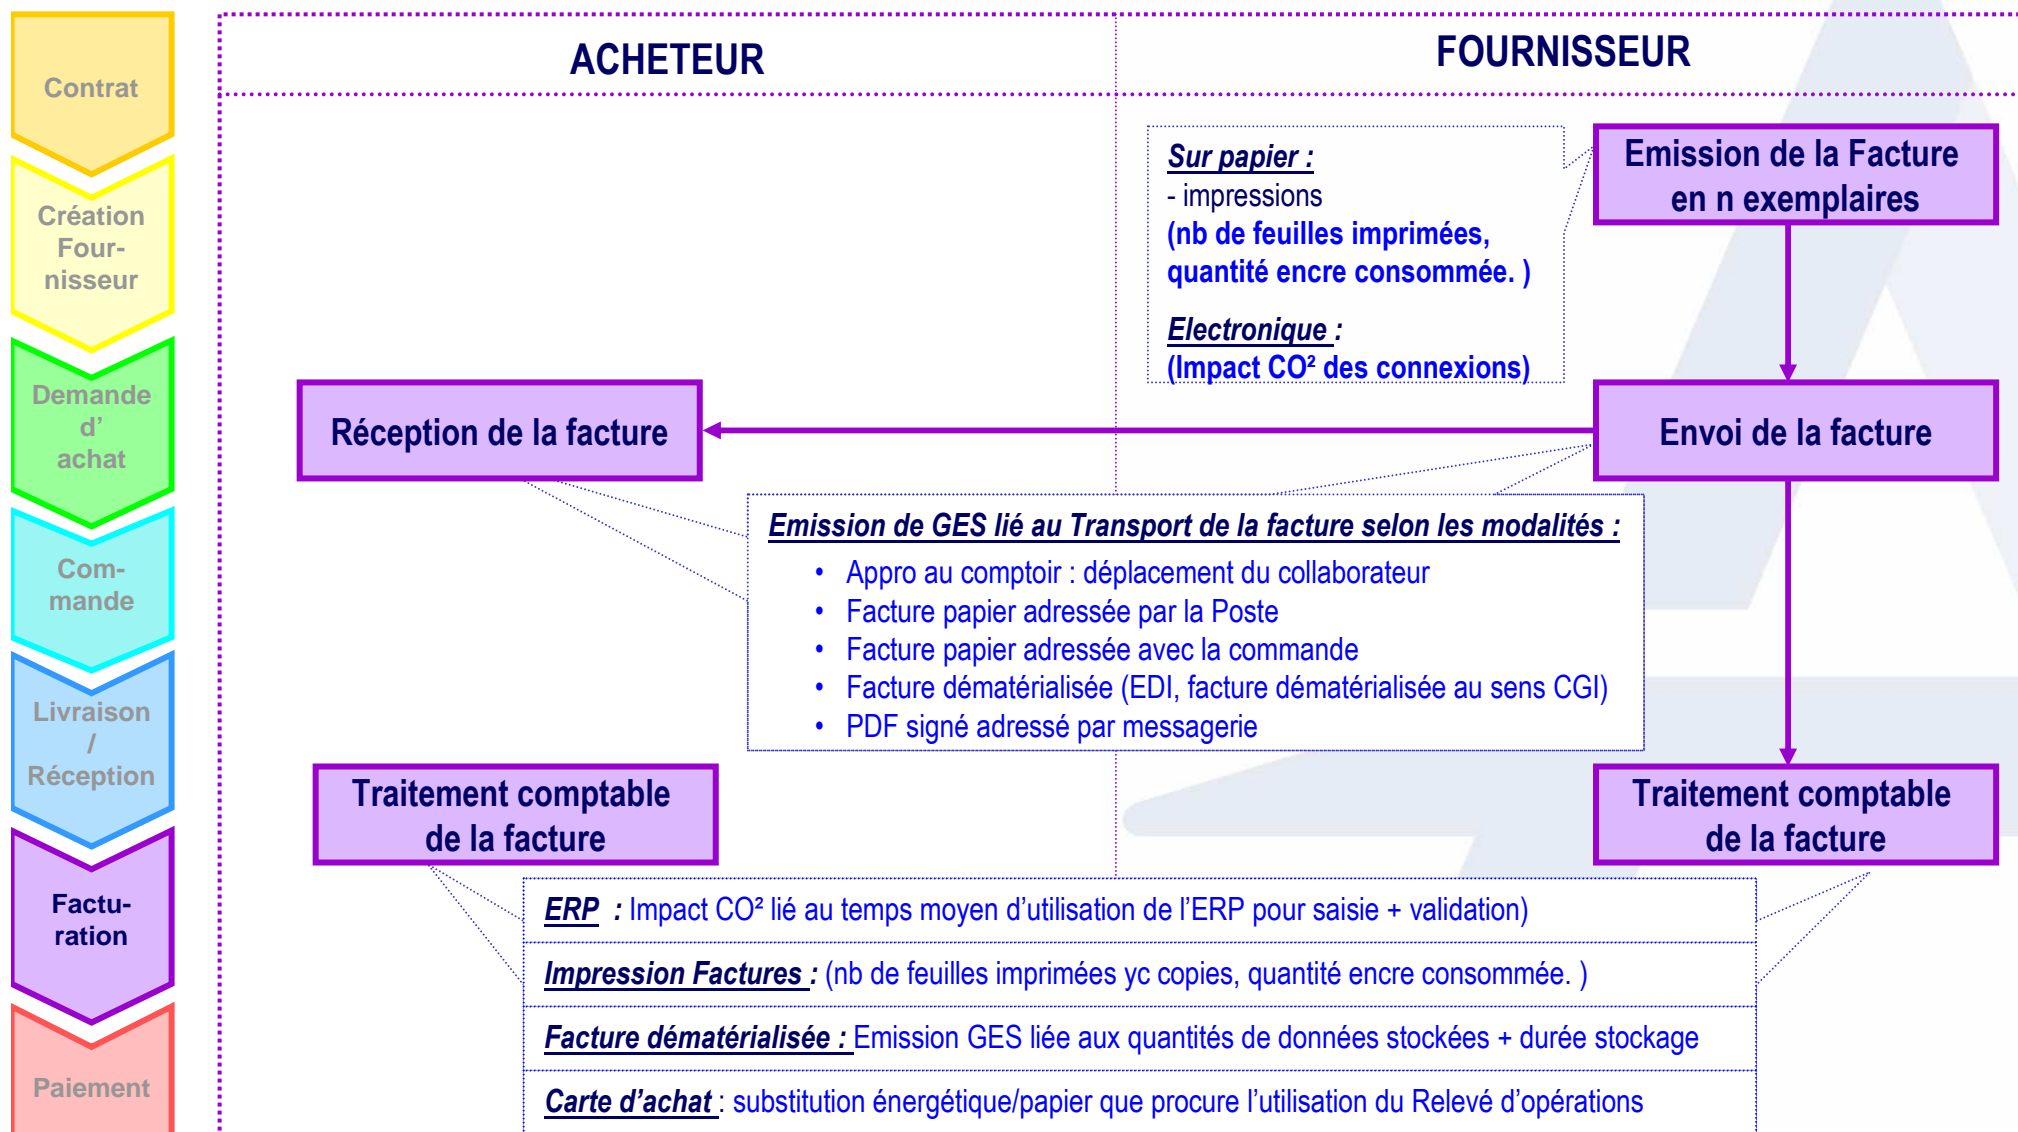 Contrat
Création
Four-
nisseur
Demande
d’
achat
Com-
mande
Livraison
/
Réception
Factu-
ration
Paiement
ACHETEUR
FOURNISSEUR
Sur papier :
- impressions
(nb de feuilles imprimées,
quantité encre consommée. )
Electronique :
(Impact CO² des connexions)
Emission de la Facture
en n exemplaires
Réception de la facture
Envoi de la facture
Emission de GES lié au Transport de la facture selon les modalités :
• Appro au comptoir : déplacement du collaborateur
• Facture papier adressée par la Poste
• Facture papier adressée avec la commande
• Facture dématérialisée (EDI, facture dématérialisée au sens CGI)
• PDF signé adressé par messagerie
Traitement comptable
de la facture
Traitement comptable
de la facture
ERP : Impact CO² lié au temps moyen d’utilisation de l’ERP pour saisie + validation)
Impression Factures : (nb de feuilles imprimées yc copies, quantité encre consommée. )
Facture dématérialisée : Emission GES liée aux quantités de données stockées + durée stockage
Carte d’achat : substitution énergétique/papier que procure l’utilisation du Relevé d’opérations